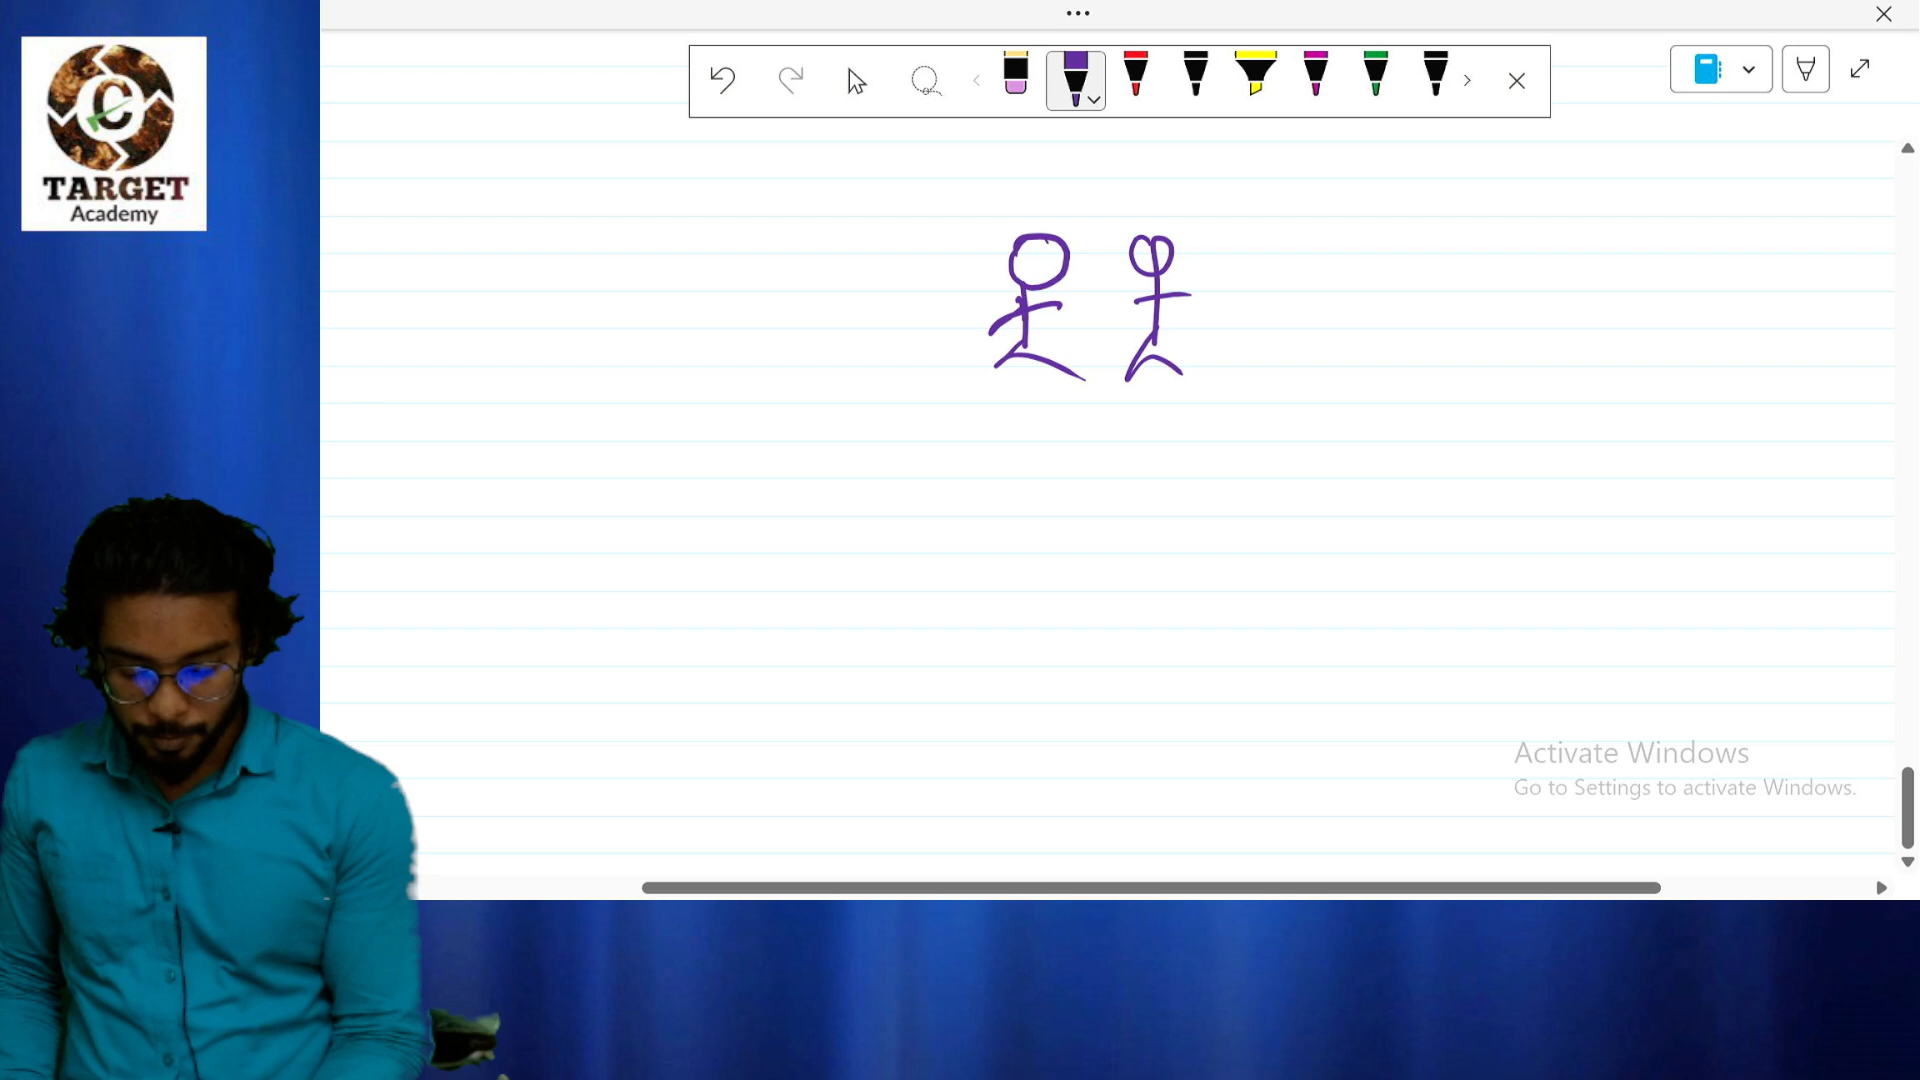 C
TARGET
Academy
Activate Windows
Go to Settings to activate Windows.